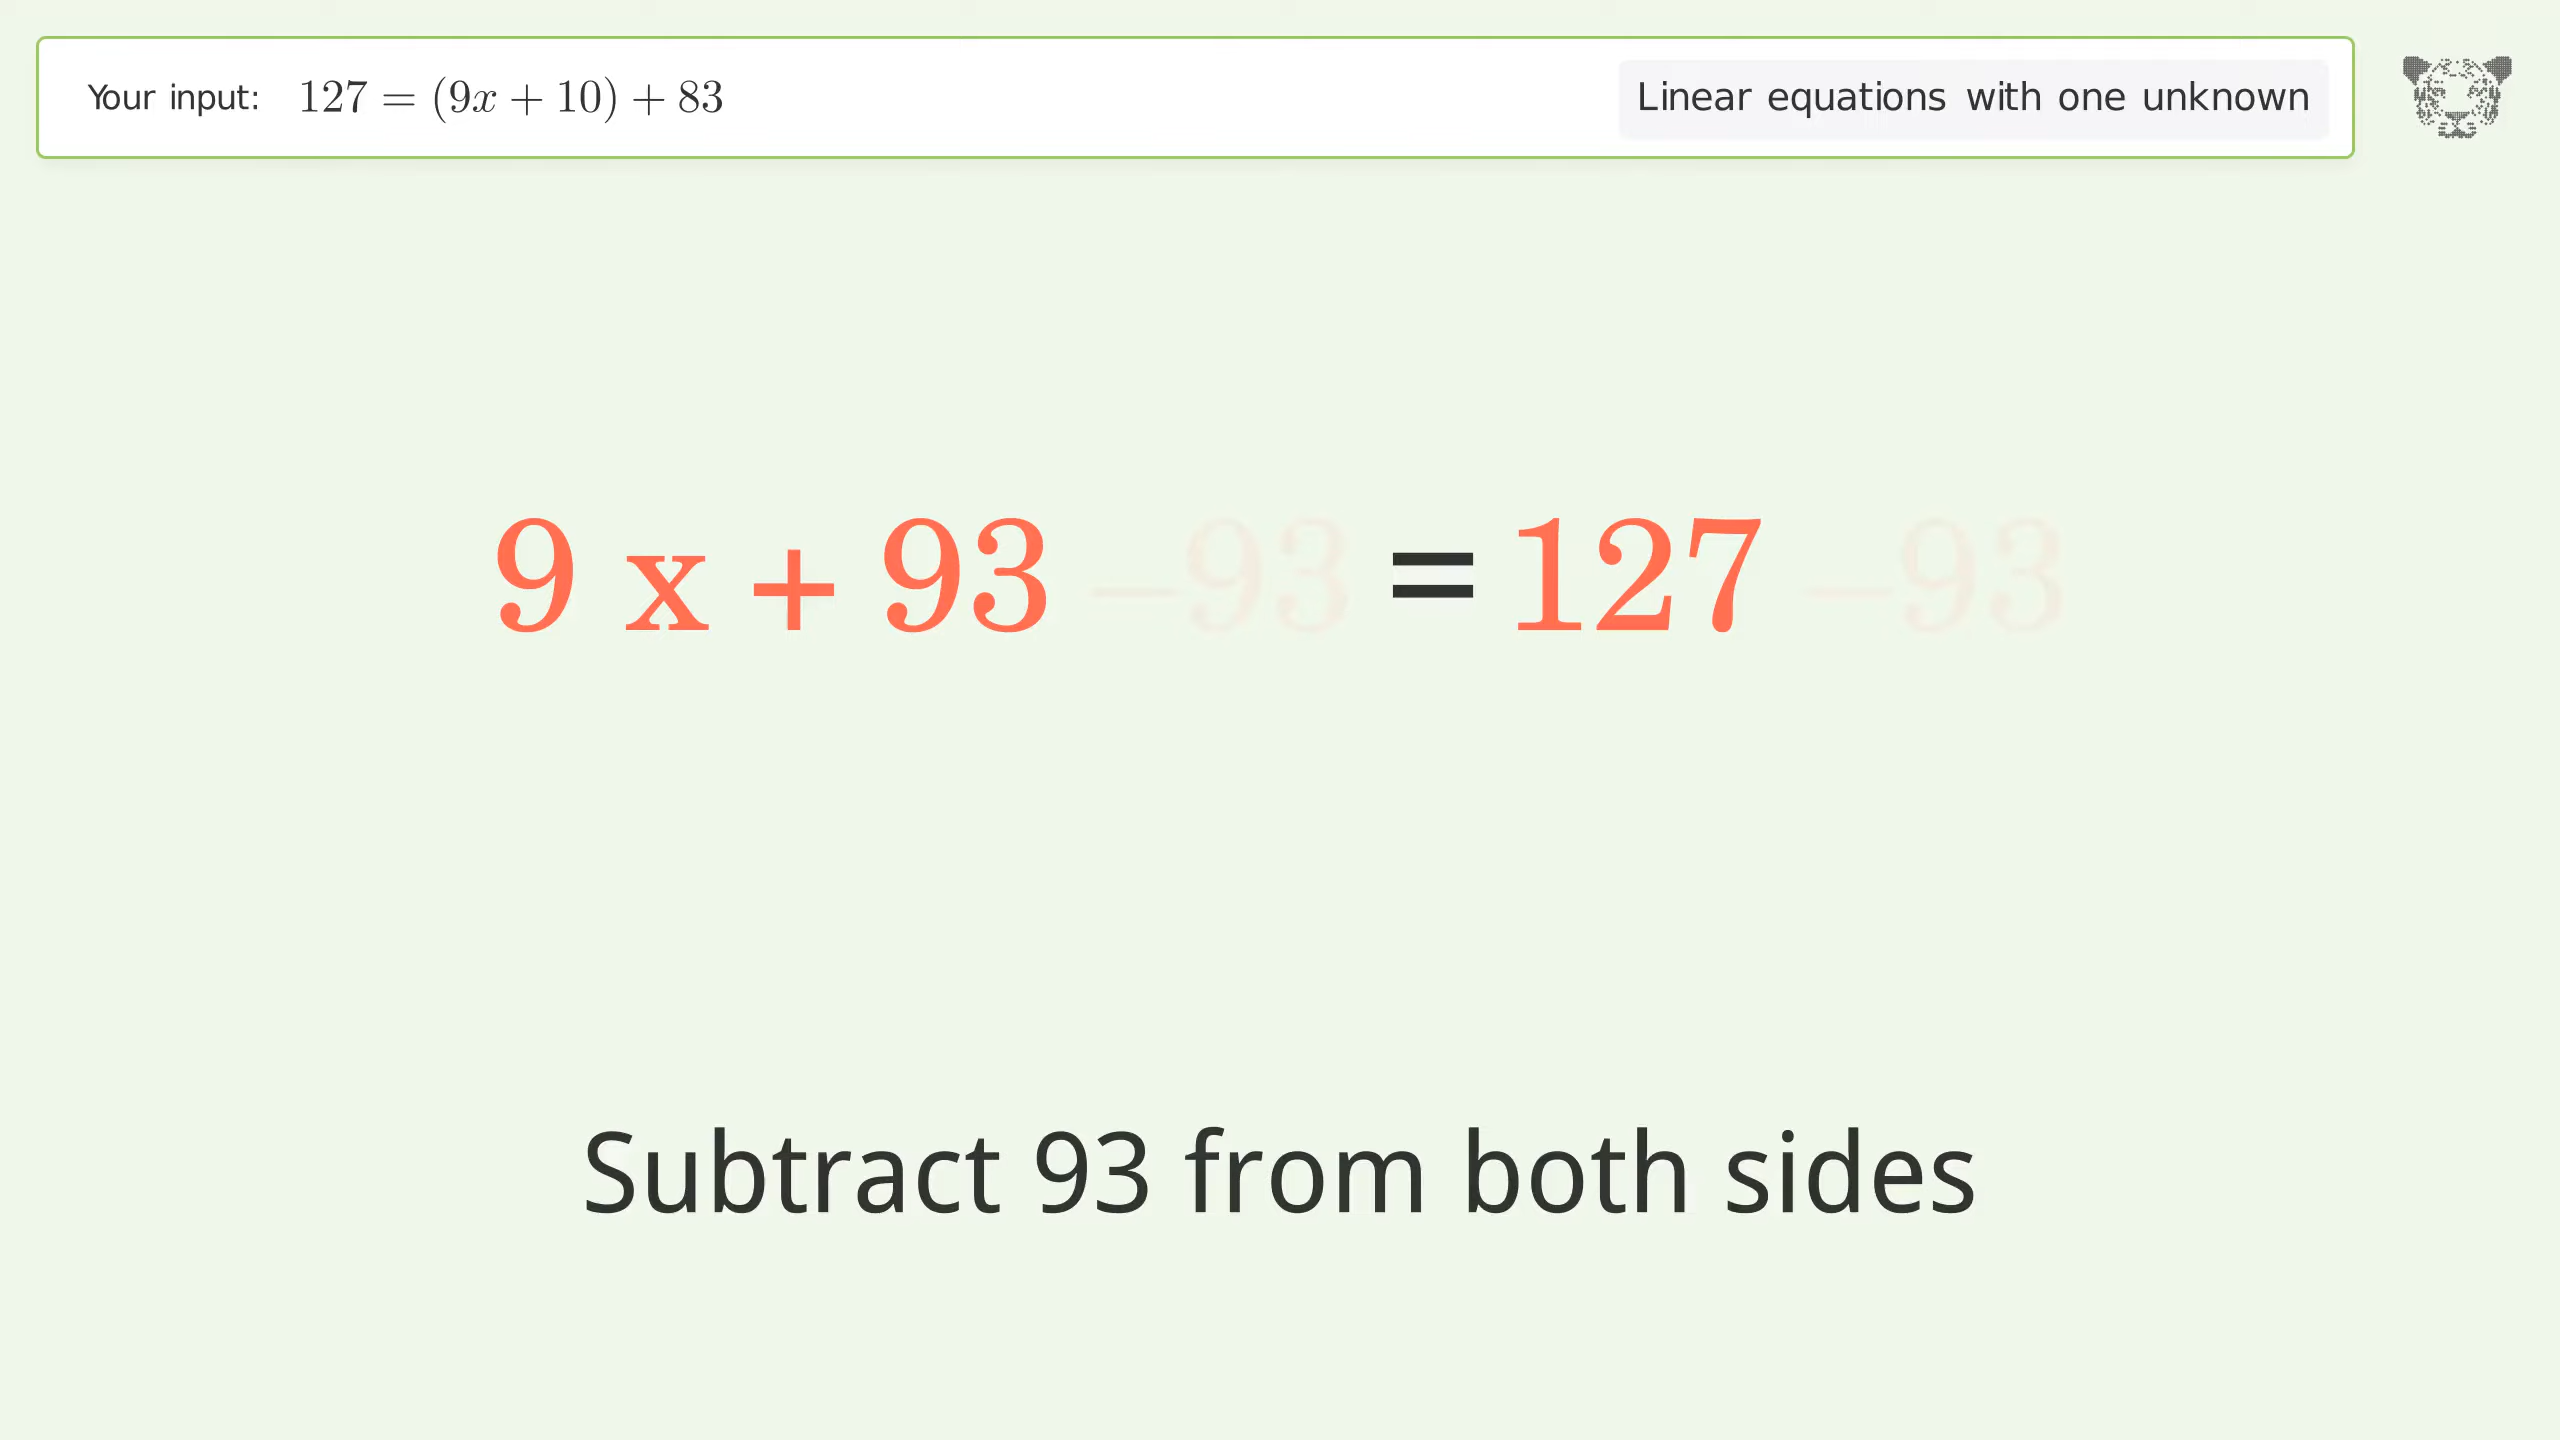 Your input: 127 = (9x + 10) + 83
Linear equations with one unknown
9 x + 93 −93 = 127 −93
Subtract 93 from both sides